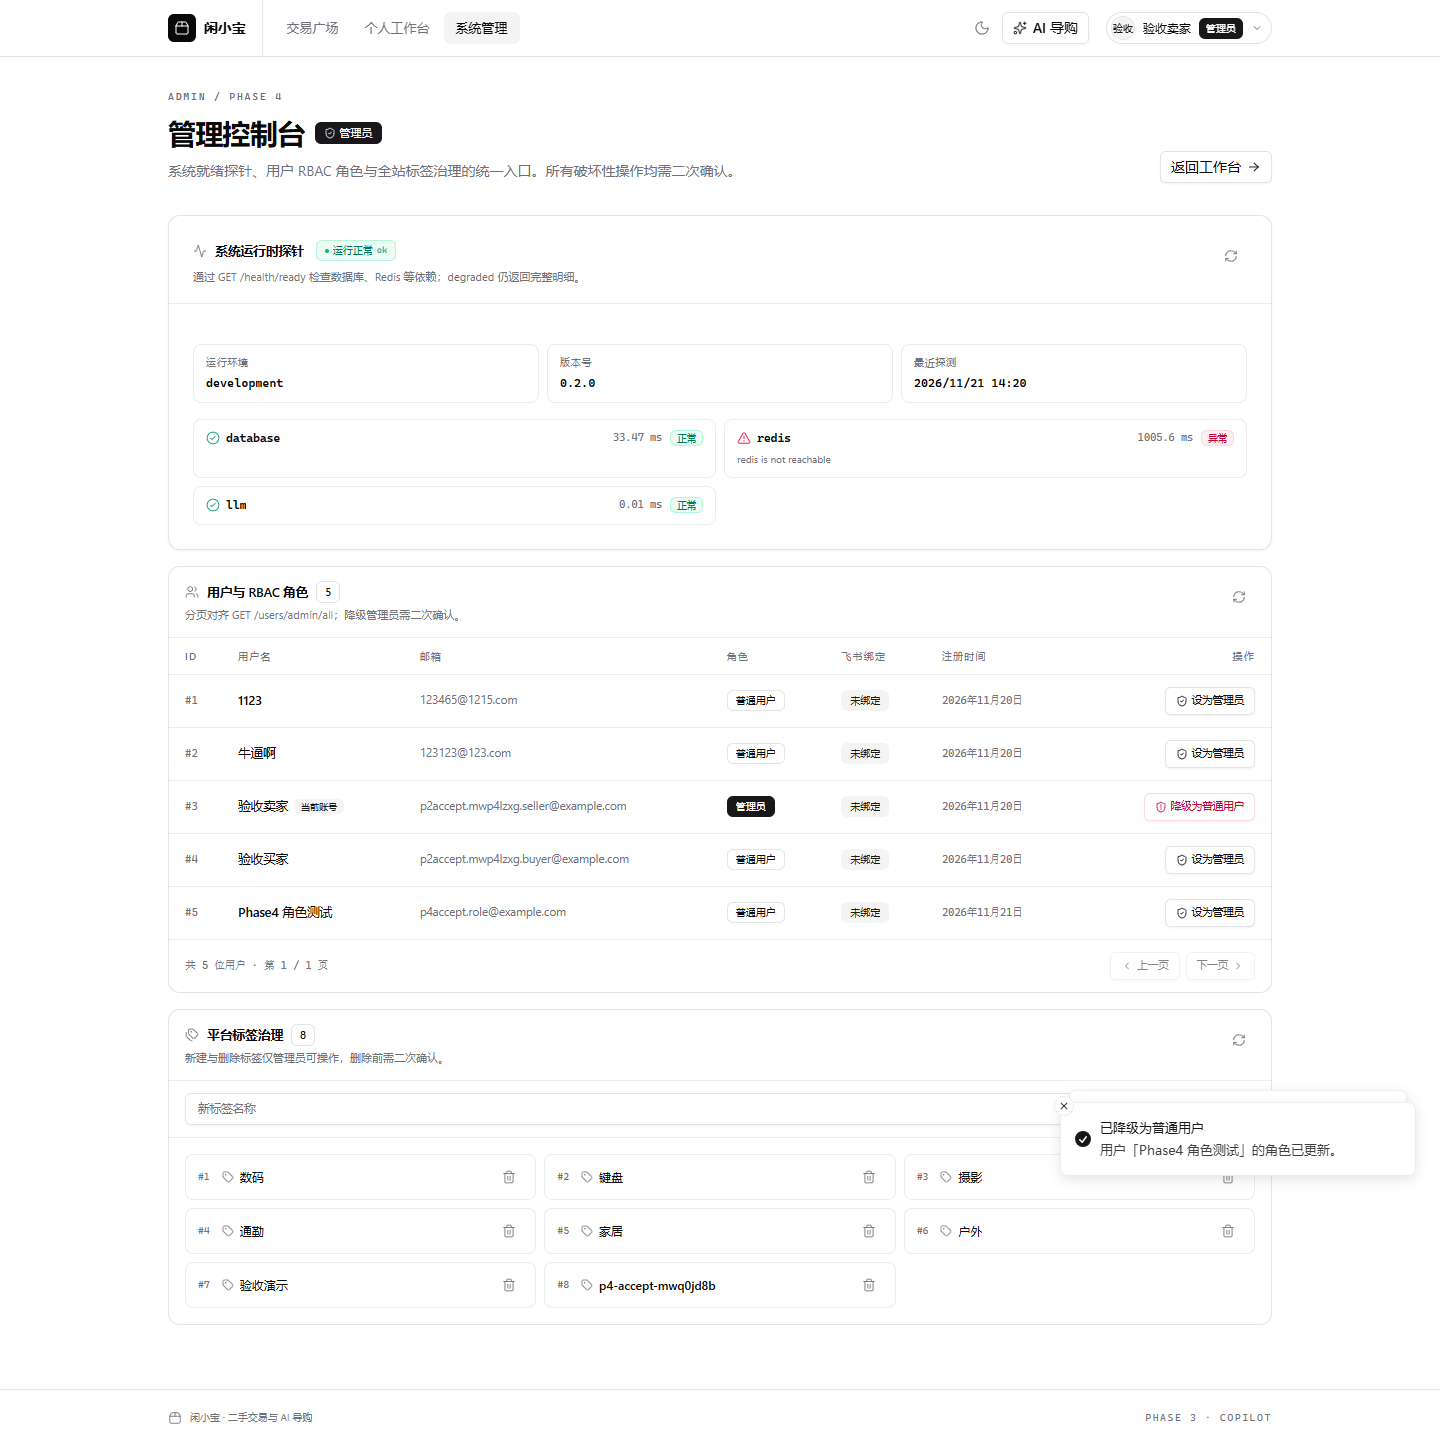 闲小宝
交易广场
个人工作台
系统管理
AI 导购
验收
验收卖家
管理员
ADMIN / PHASE 4
管理控制台
管理员
系统就绪探针、用户 RBAC 角色与全站标签治理的统一入口。所有破坏性操作均需二次确认。
返回工作台
系统运行时探针
运行正常 ok
通过 GET /health/ready 检查数据库、Redis 等依赖；degraded 仍返回完整明细。
运行环境
development
版本号
0.2.0
最近探测
2026/11/21 14:20
database
33.47 ms
正常
redis
1005.6 ms
异常
redis is not reachable
llm
0.01 ms
正常
用户与 RBAC 角色
5
分页对齐 GET /users/admin/all；降级管理员需二次确认。
ID 用户名 邮箱 角色 飞书绑定 注册时间 操作
#1 1123 123465@1215.com 普通用户 未绑定 2026年11月20日 设为管理员
#2 牛逼啊 123123@123.com 普通用户 未绑定 2026年11月20日 设为管理员
#3 验收卖家 当前账号 p2accept.mwp4lzxg.seller@example.com 管理员 未绑定 2026年11月20日 降级为普通用户
#4 验收买家 p2accept.mwp4lzxg.buyer@example.com 普通用户 未绑定 2026年11月20日 设为管理员
#5 Phase4 角色测试 p4accept.role@example.com 普通用户 未绑定 2026年11月21日 设为管理员
共 5 位用户 · 第 1 / 1 页
上一页
下一页
平台标签治理
8
新建与删除标签仅管理员可操作，删除前需二次确认。
新标签名称
已降级为普通用户
用户「Phase4 角色测试」的角色已更新。
#1 数码
#2 键盘
#3 摄影
#4 通勤
#5 家居
#6 户外
#7 验收演示
#8 p4-accept-mwq0jd8b
闲小宝 · 二手交易与 AI 导购
PHASE 3 · COPILOT